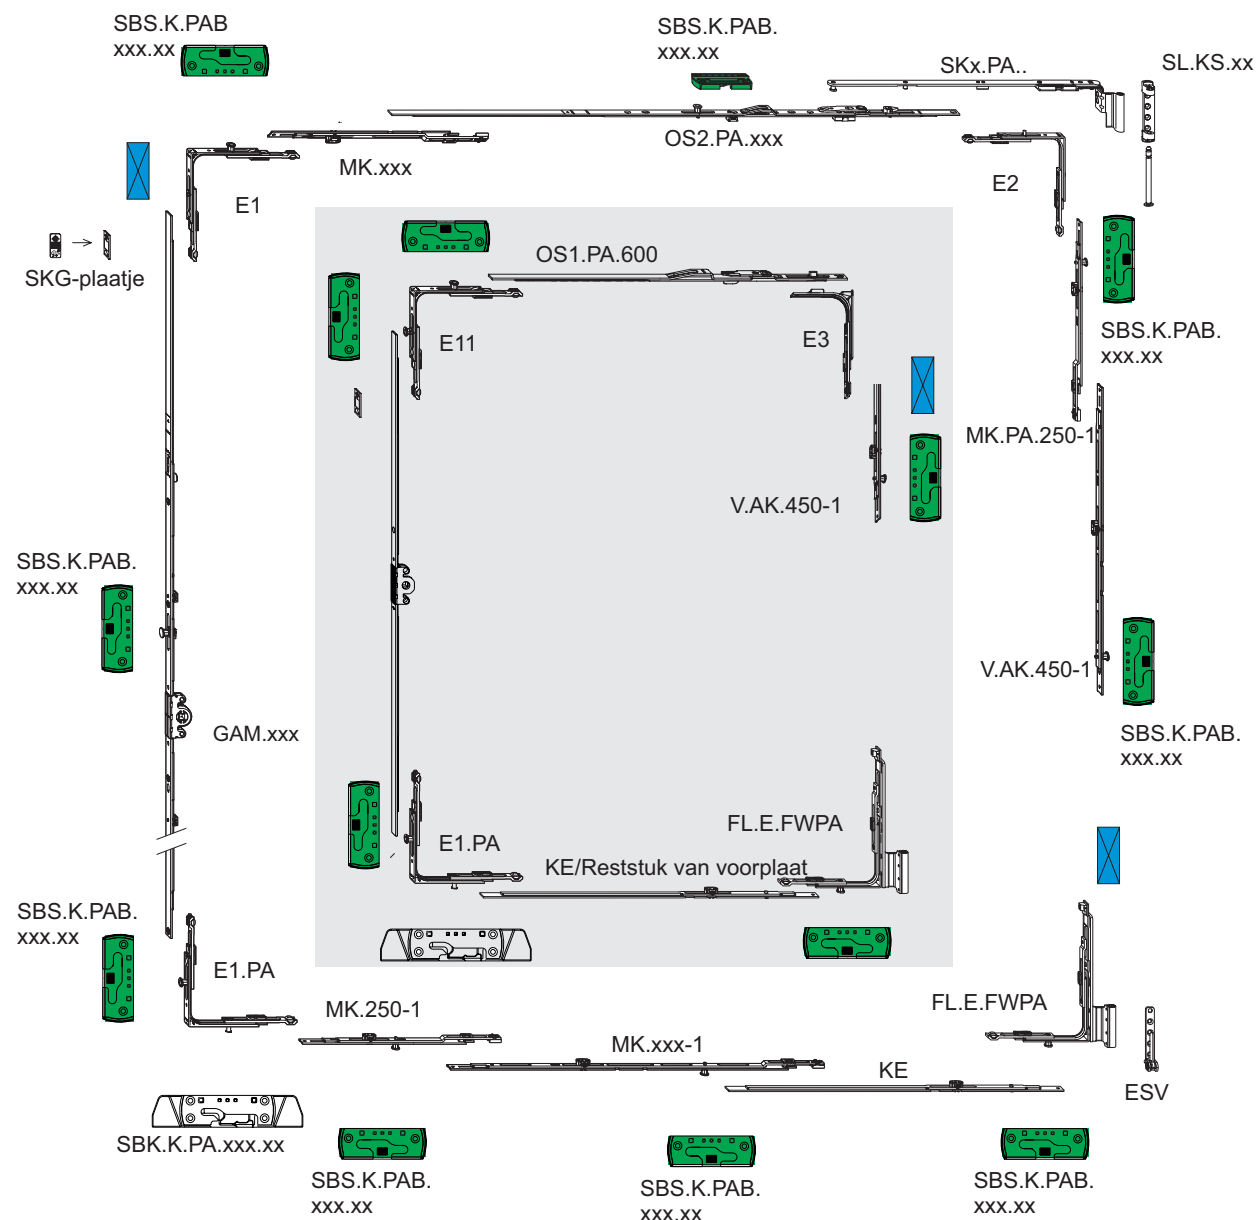 SBS.K.PAB
xxx.xx
SBS.K.PAB.
xxx.xx
SKx.PA..
SL.KS.xx
MK.xxx
OS2.PA.xxx
E1
E2
SKG-plaatje
OS1.PA.600
E11
E3
SBS.K.PAB.
xxx.xx
MK.PA.250-1
V.AK.450-1
SBS.K.PAB.
xxx.xx
GAM.xxx
V.AK.450-1
SBS.K.PAB.
xxx.xx
E1.PA
FL.E.FWPA
KE/Reststuk van voorplaat
SBS.K.PAB.
xxx.xx
E1.PA
MK.250-1
FL.E.FWPA
MK.xxx-1
KE
ESV
SBK.K.PA.xxx.xx
SBS.K.PAB.
xxx.xx
SBS.K.PAB.
xxx.xx
SBS.K.PAB.
xxx.xx